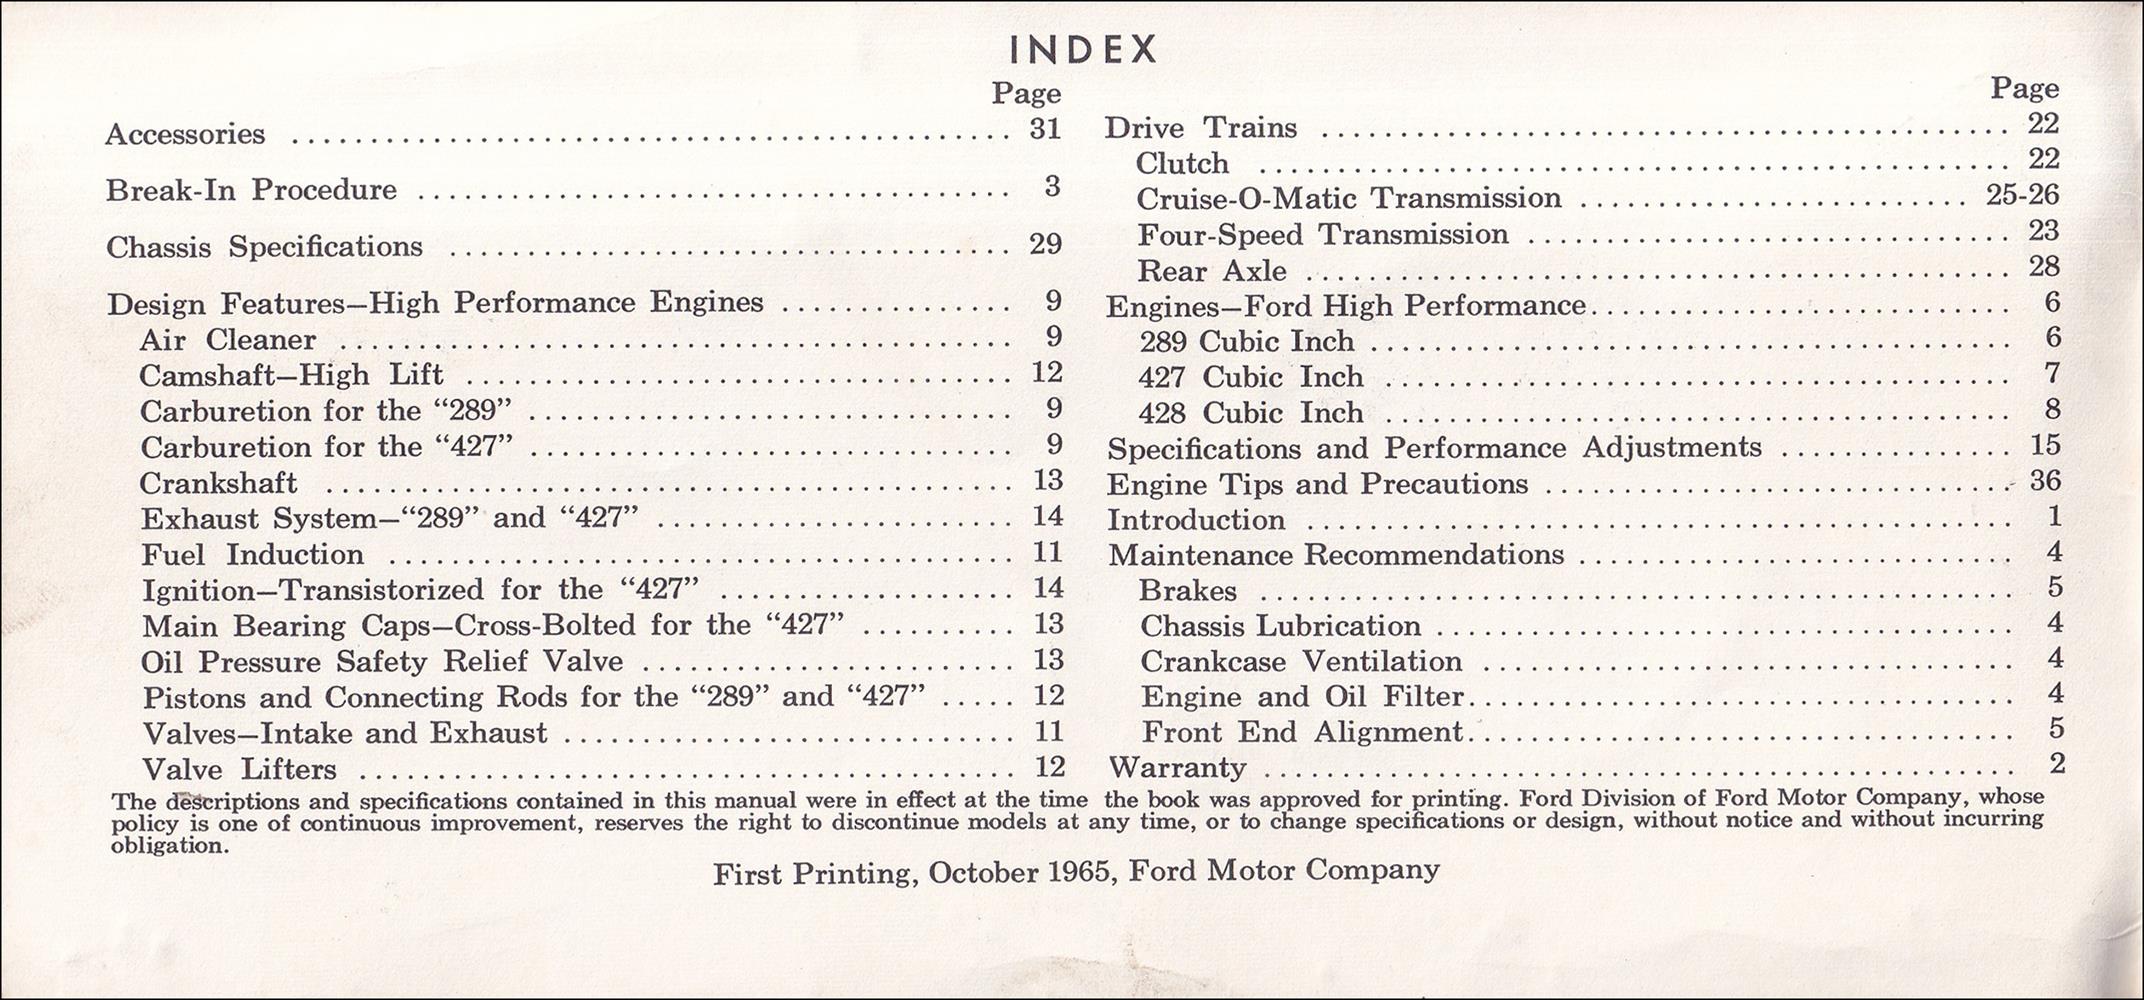 INDEX
Page
Accessories ........ 31
Break-In Procedure ........ 3
Chassis Specifications ........ 29
Design Features—High Performance Engines ........ 9
Air Cleaner ........ 9
Camshaft—High Lift ........ 12
Carburetion for the “289” ........ 9
Carburetion for the “427” ........ 9
Crankshaft ........ 13
Exhaust System—“289” and “427” ........ 14
Fuel Induction ........ 11
Ignition—Transistorized for the “427” ........ 14
Main Bearing Caps—Cross-Bolted for the “427” ........ 13
Oil Pressure Safety Relief Valve ........ 13
Pistons and Connecting Rods for the “289” and “427” ..... 12
Valves—Intake and Exhaust ........ 11
Valve Lifters ........ 12
Page
Drive Trains ........ 22
Clutch ........ 22
Cruise-O-Matic Transmission ........ 25-26
Four-Speed Transmission ........ 23
Rear Axle ........ 28
Engines—Ford High Performance ........ 6
289 Cubic Inch ........ 6
427 Cubic Inch ........ 7
428 Cubic Inch ........ 8
Specifications and Performance Adjustments ........ 15
Engine Tips and Precautions ........ 36
Introduction ........ 1
Maintenance Recommendations ........ 4
Brakes ........ 5
Chassis Lubrication ........ 4
Crankcase Ventilation ........ 4
Engine and Oil Filter ........ 4
Front End Alignment ........ 5
Warranty ........ 2
The descriptions and specifications contained in this manual were in effect at the time the book was approved for printing. Ford Division of Ford Motor Company, whose
policy is one of continuous improvement, reserves the right to discontinue models at any time, or to change specifications or design, without notice and without incurring
obligation.
First Printing, October 1965, Ford Motor Company